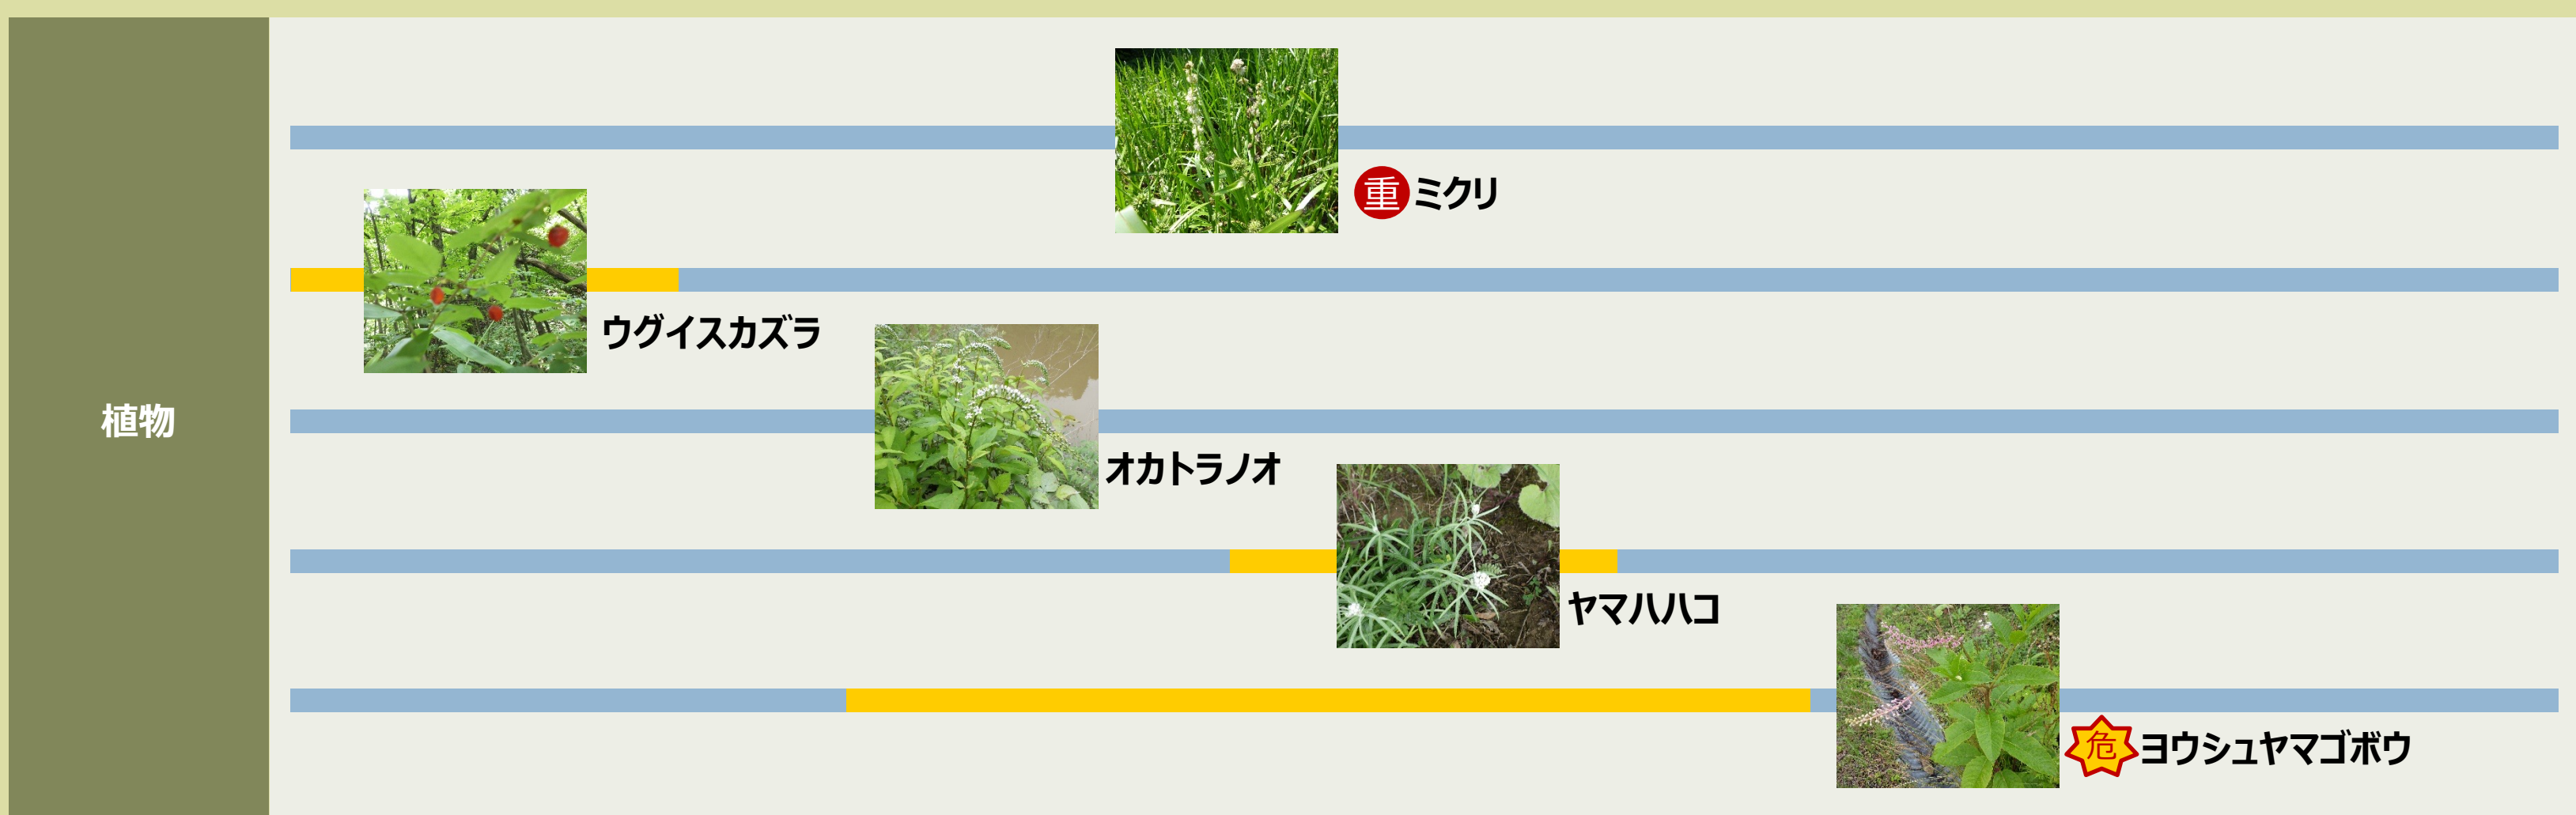 植物
重 ミクリ
ウグイスカズラ
オカトラノオ
ヤマハハコ
危 ヨウシュヤマゴボウ